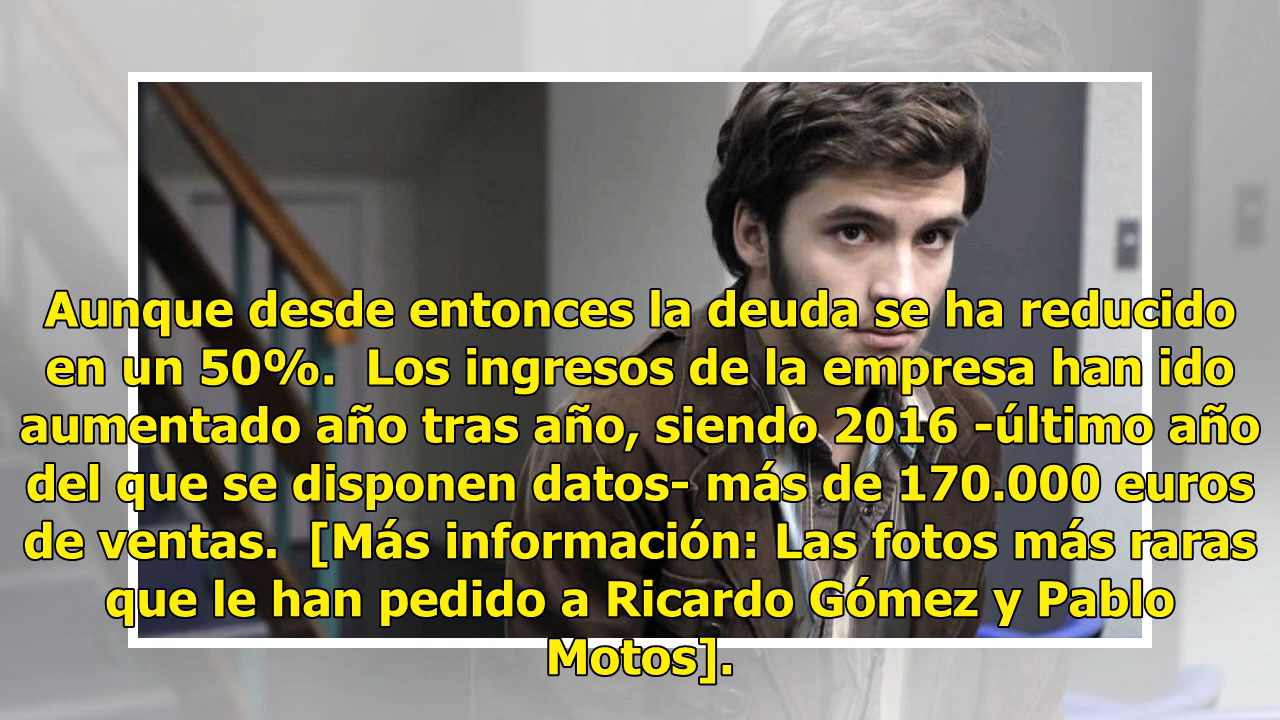 Aunque desde entonces la deuda se ha reducido
en un 50%.  Los ingresos de la empresa han ido
aumentado año tras año, siendo 2016 -último año
del que se disponen datos- más de 170.000 euros
de ventas.  [Más información: Las fotos más raras
que le han pedido a Ricardo Gómez y Pablo
Motos].